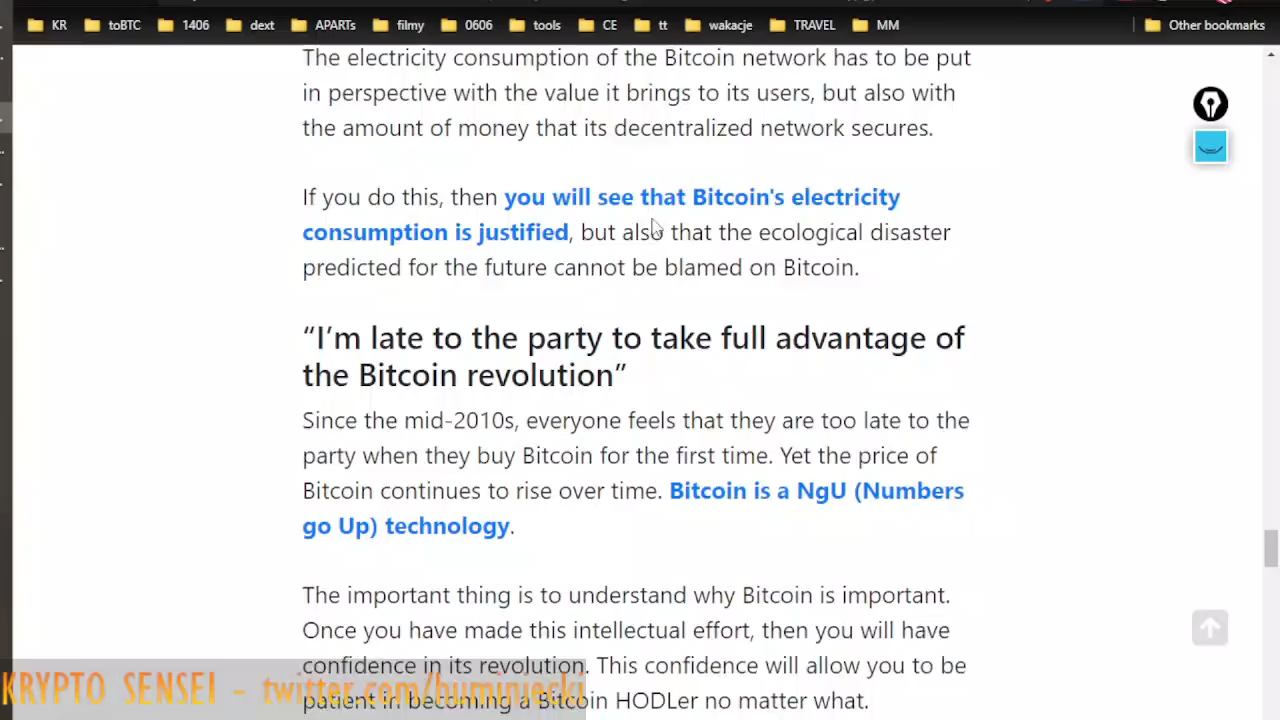 KR toBTC 1406 dext APARTs filmy 0606 tools CE tt wakacje TRAVEL MM Other bookmarks
The electricity consumption of the Bitcoin network has to be put
in perspective with the value it brings to its users, but also with
the amount of money that its decentralized network secures.
If you do this, then you will see that Bitcoin's electricity
consumption is justified, but also that the ecological disaster
predicted for the future cannot be blamed on Bitcoin.
“I’m late to the party to take full advantage of
the Bitcoin revolution”
Since the mid-2010s, everyone feels that they are too late to the
party when they buy Bitcoin for the first time. Yet the price of
Bitcoin continues to rise over time. Bitcoin is a NgU (Numbers
go Up) technology.
The important thing is to understand why Bitcoin is important.
Once you have made this intellectual effort, then you will have
confidence in its revolution. This confidence will allow you to be
patient in becoming a Bitcoin HODLer no matter what.
KRYPTO SENSEI - twitter.com/huminiecki